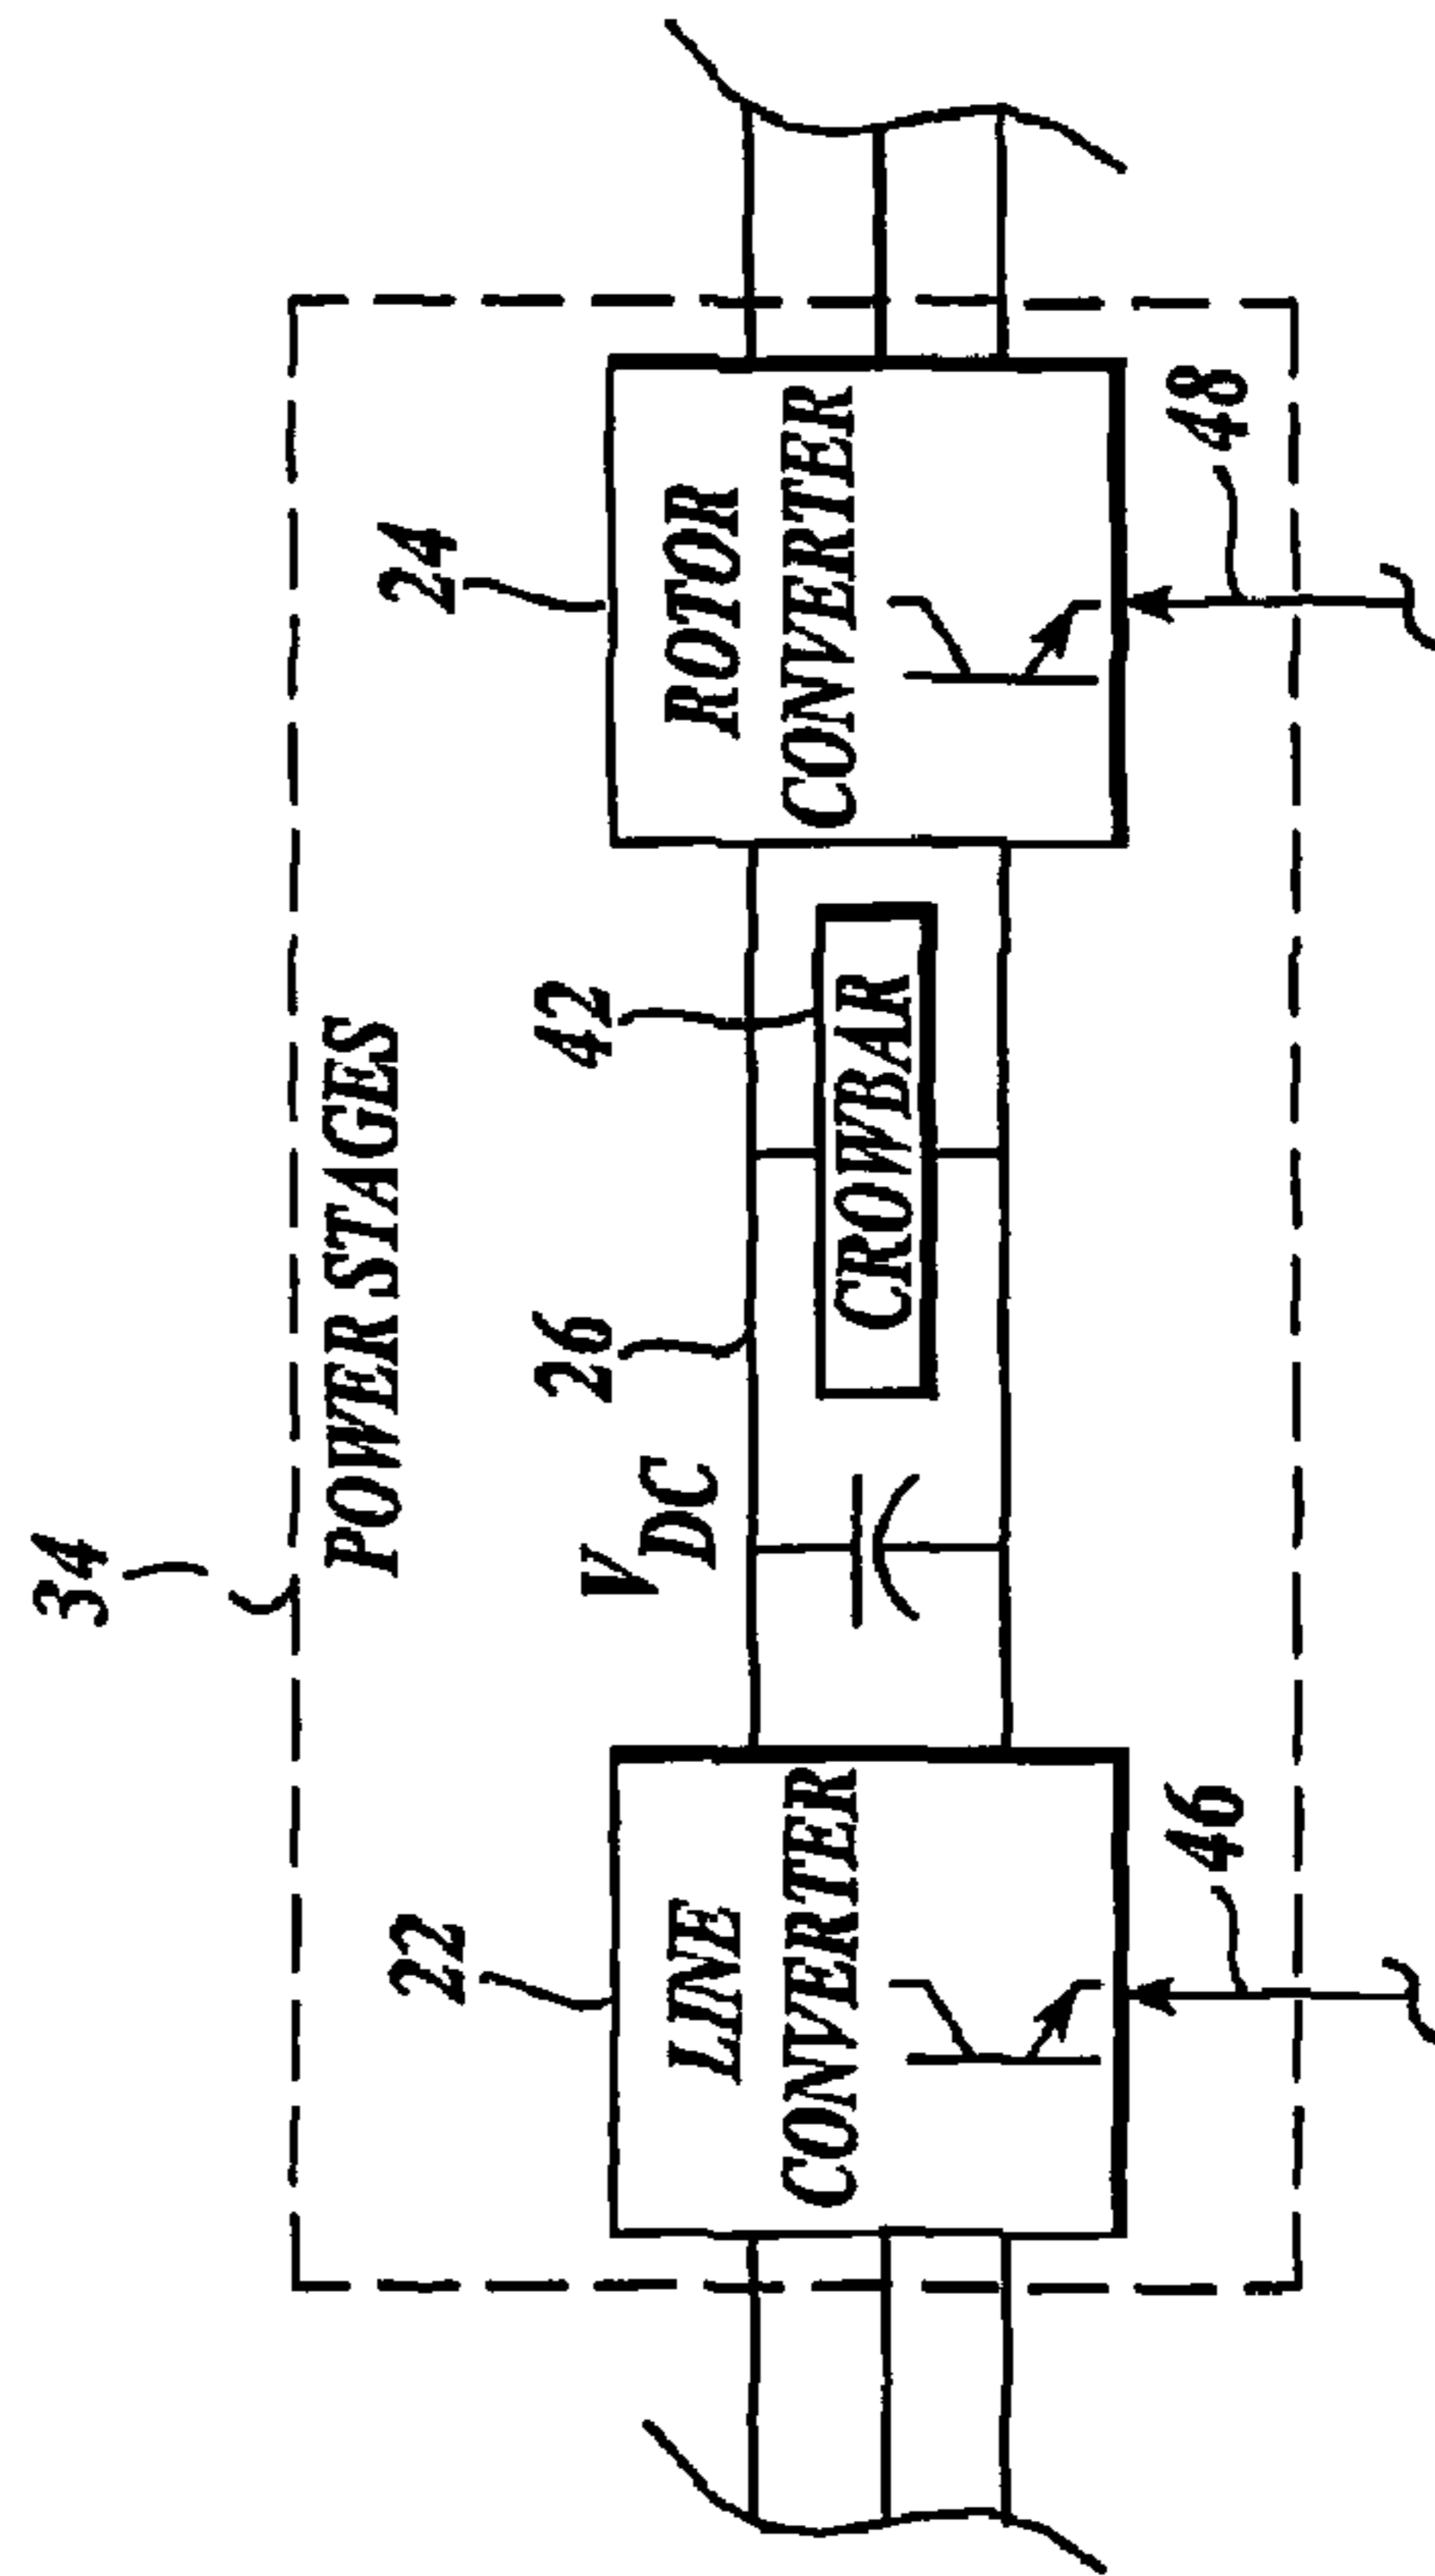 34
POWER STAGES
22
LINE
CONVERTER
V
DC
26
42
CROWBAR
24
ROTOR
CONVERTER
46
48